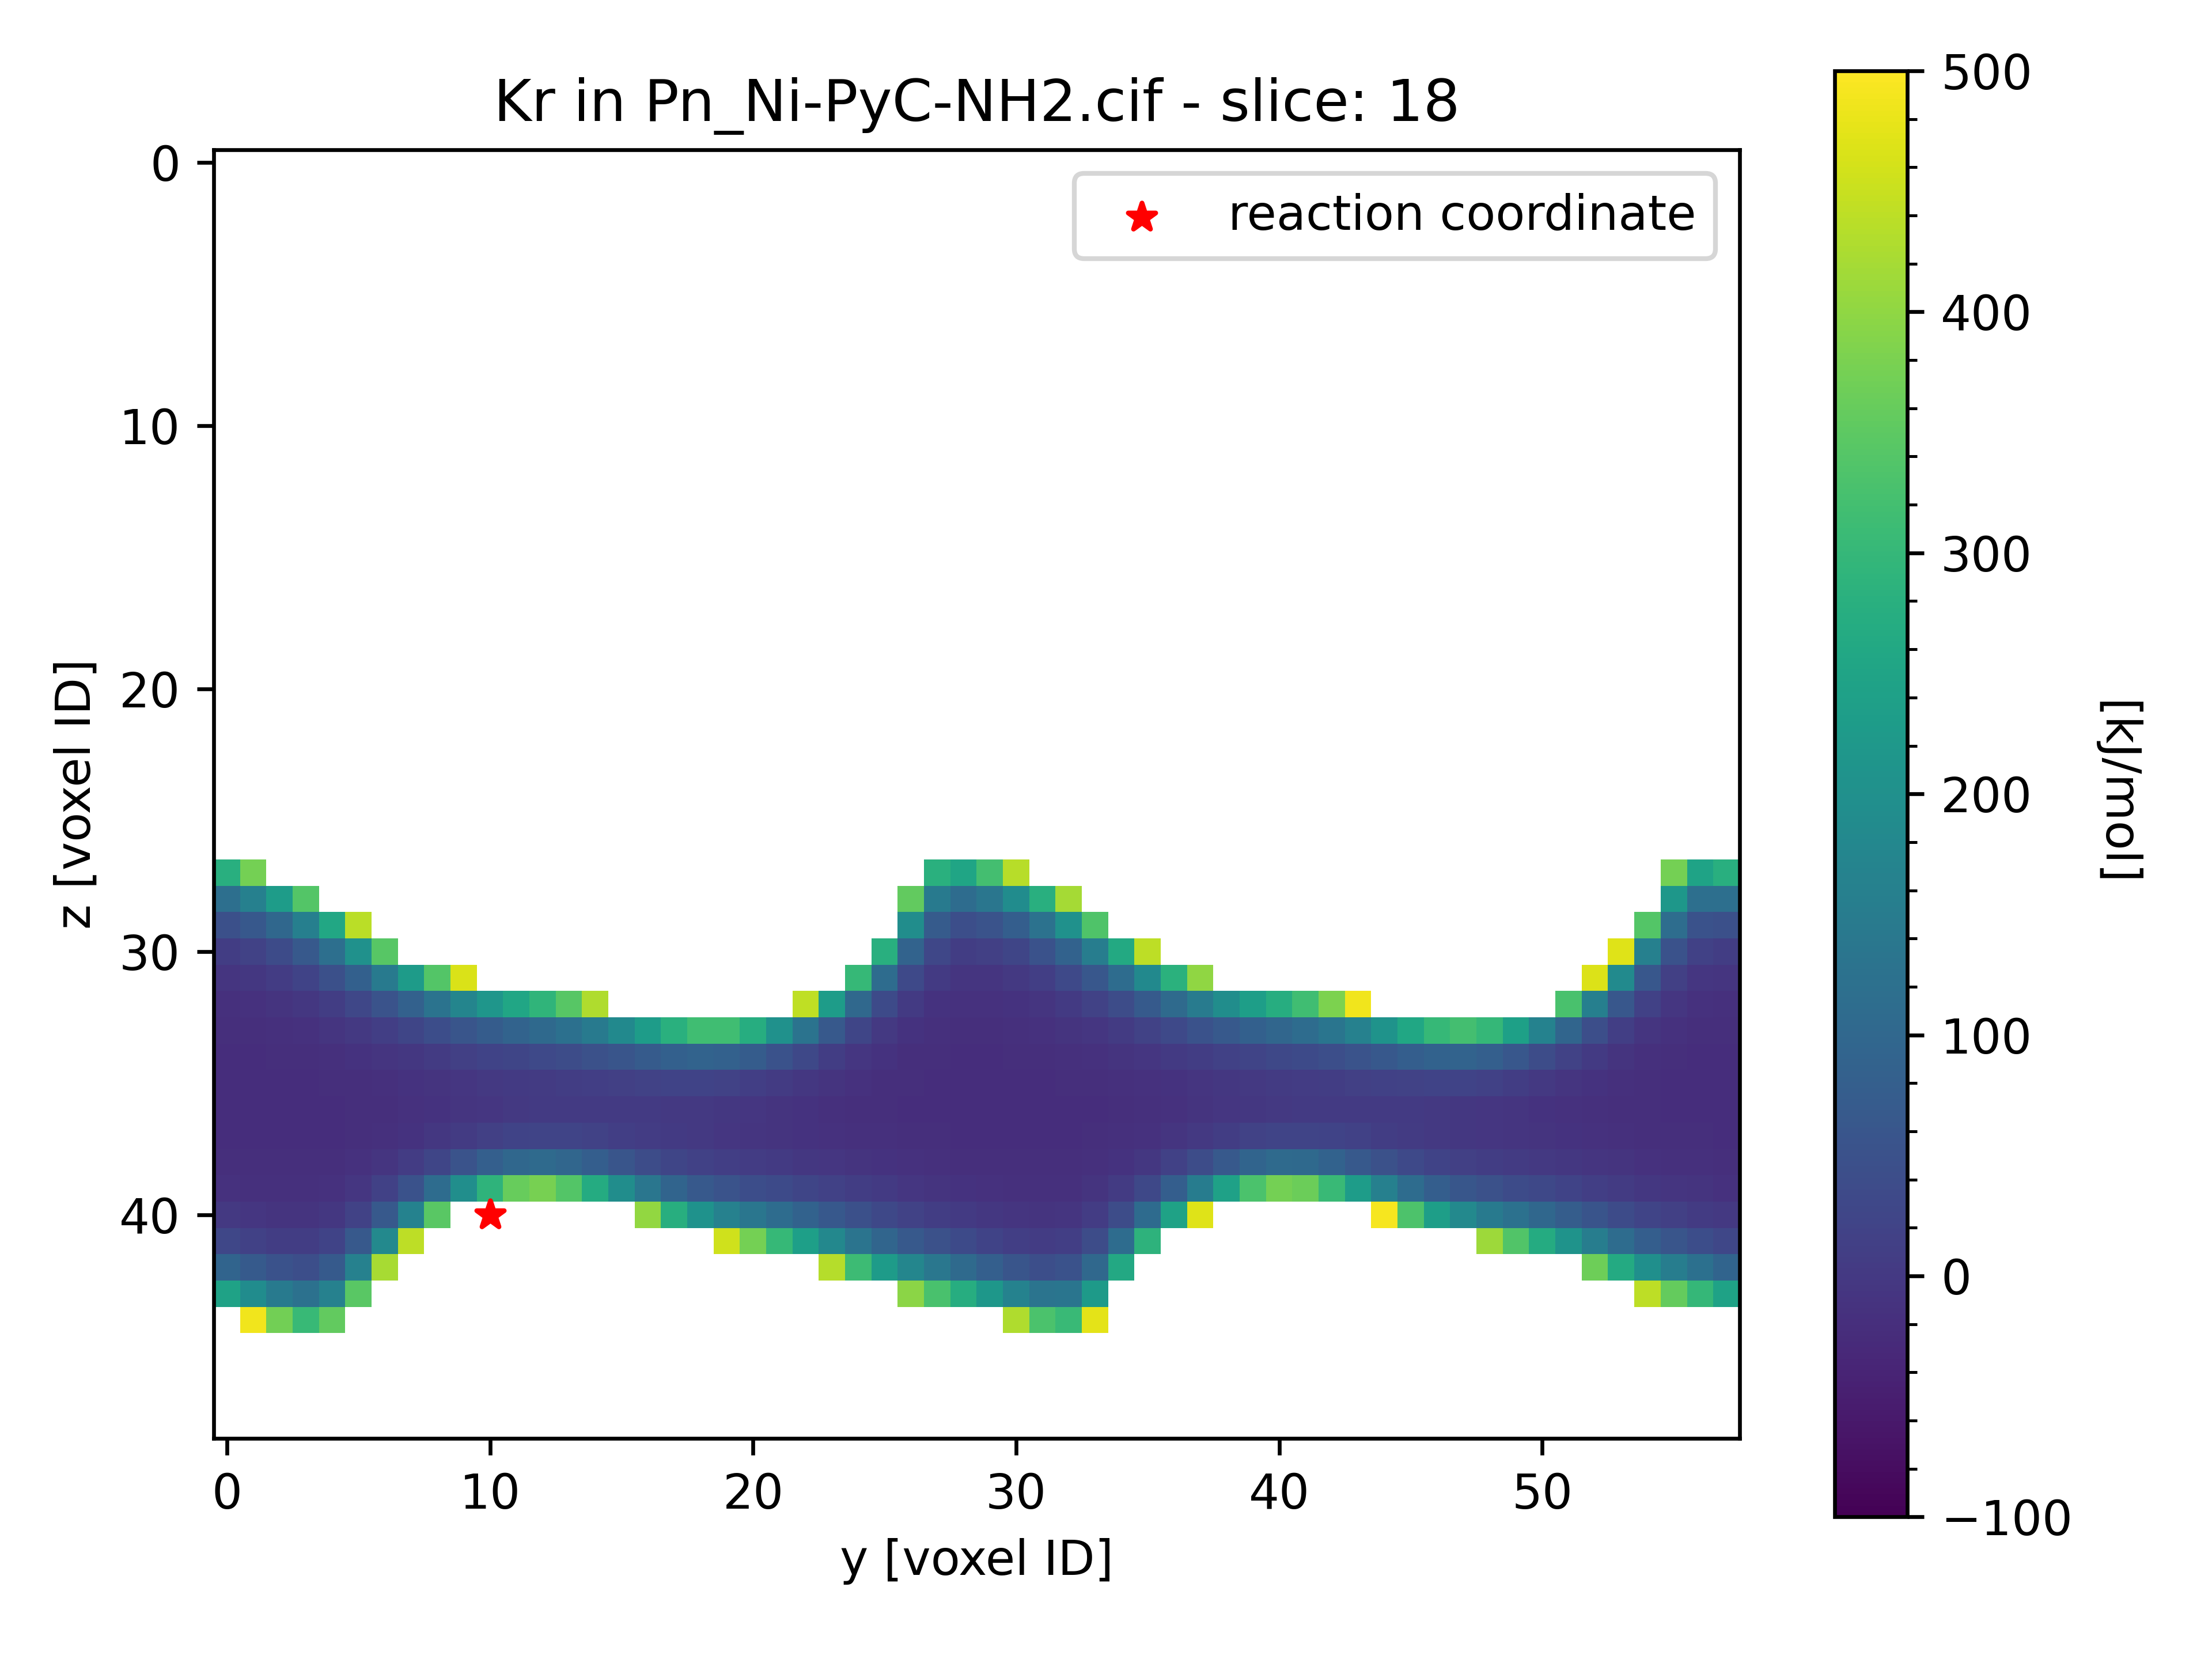 Kr in Pn_Ni-PyC-NH2.cif - slice: 18
reaction coordinate
z [voxel ID]
0
10
20
30
40
0 10 20 30 40 50
y [voxel ID]
500
400
300
200
100
0
−100
[kJ/mol]